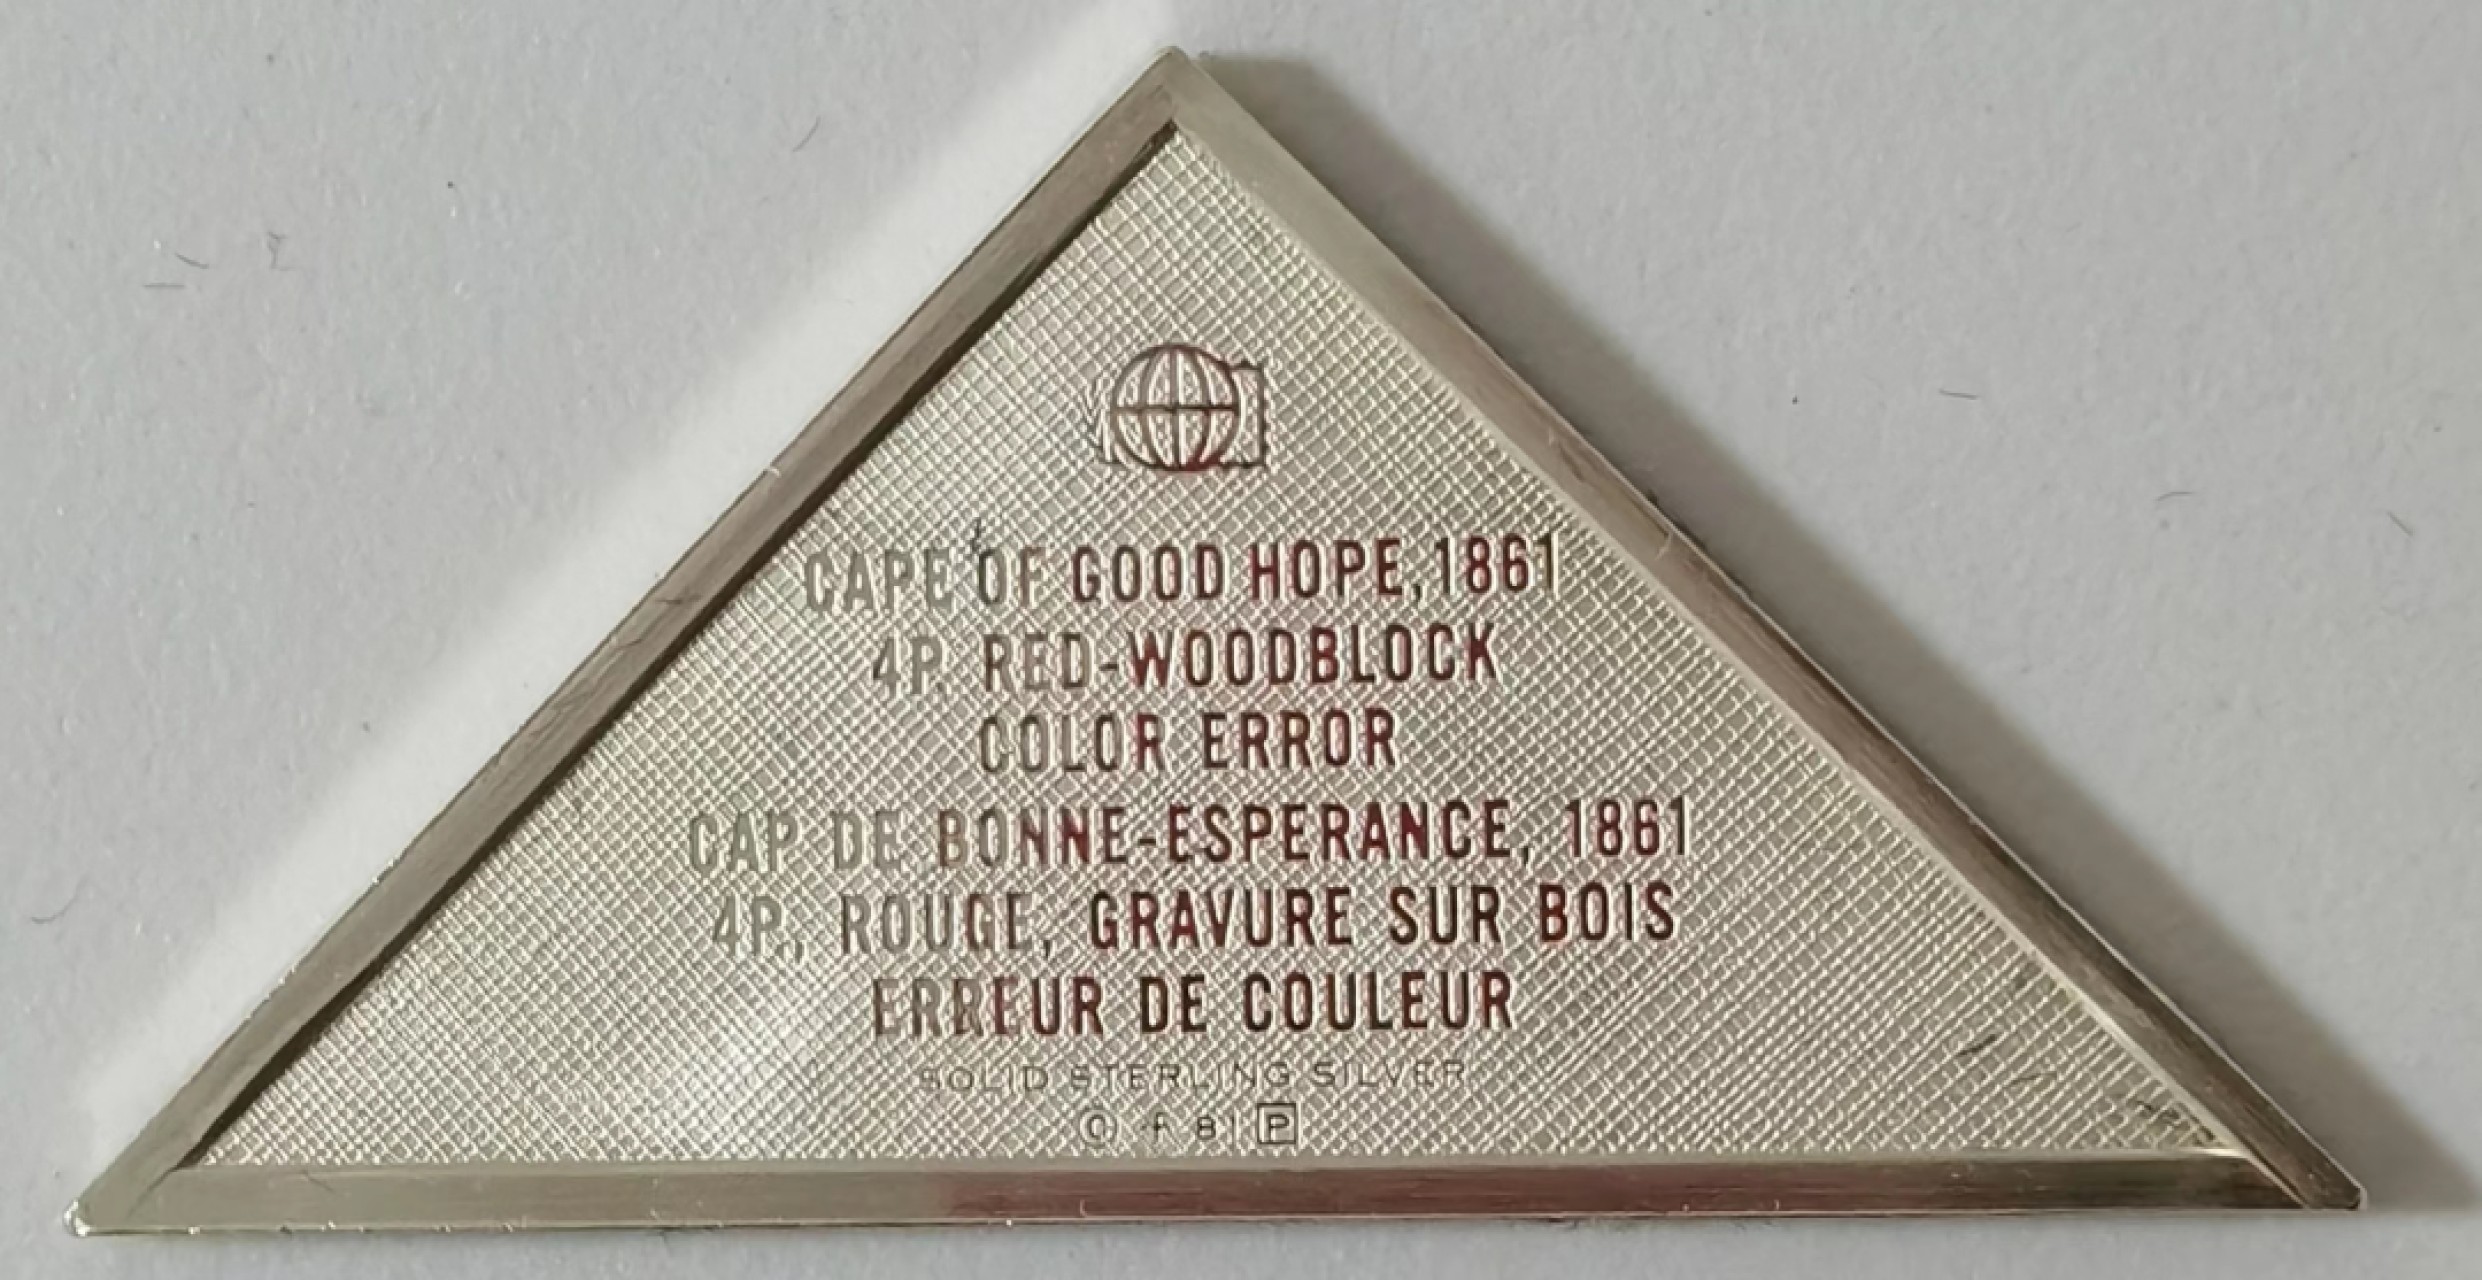 CAPE OF GOOD HOPE, 1861
4P. RED-WOODBLOCK
COLOR ERROR
CAP DE BONNE-ESPERANCE, 1861
4P., ROUGE, GRAVURE SUR BOIS
ERREUR DE COULEUR
SOLID STERLING SILVER
81 P